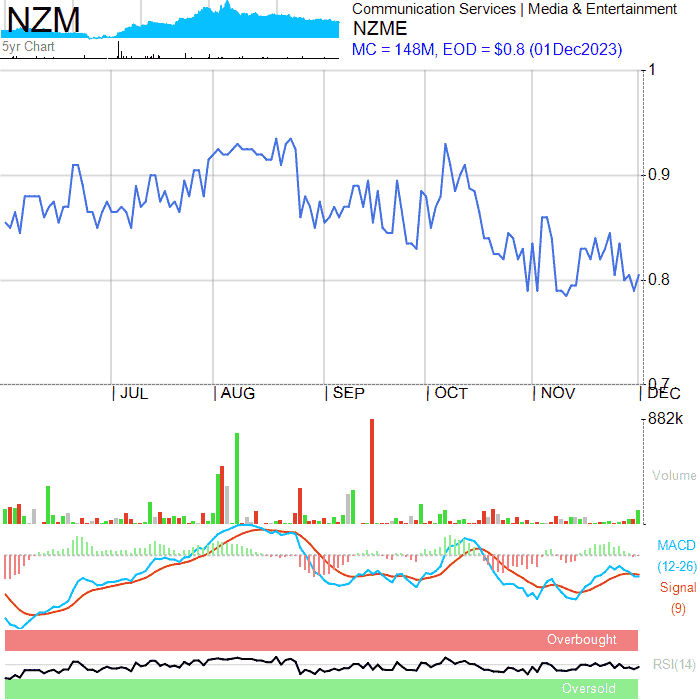 NZM
Communication Services | Media & Entertainment
NZME
5yr Chart
MC = 148M, EOD = $0.8 (01Dec2023)
1
0.9
0.8
0.7
| JUL | AUG | SEP | OCT | NOV | DEC
882k
Volume
MACD
(12-26)
Signal
(9)
Overbought
RSI(14)
Oversold